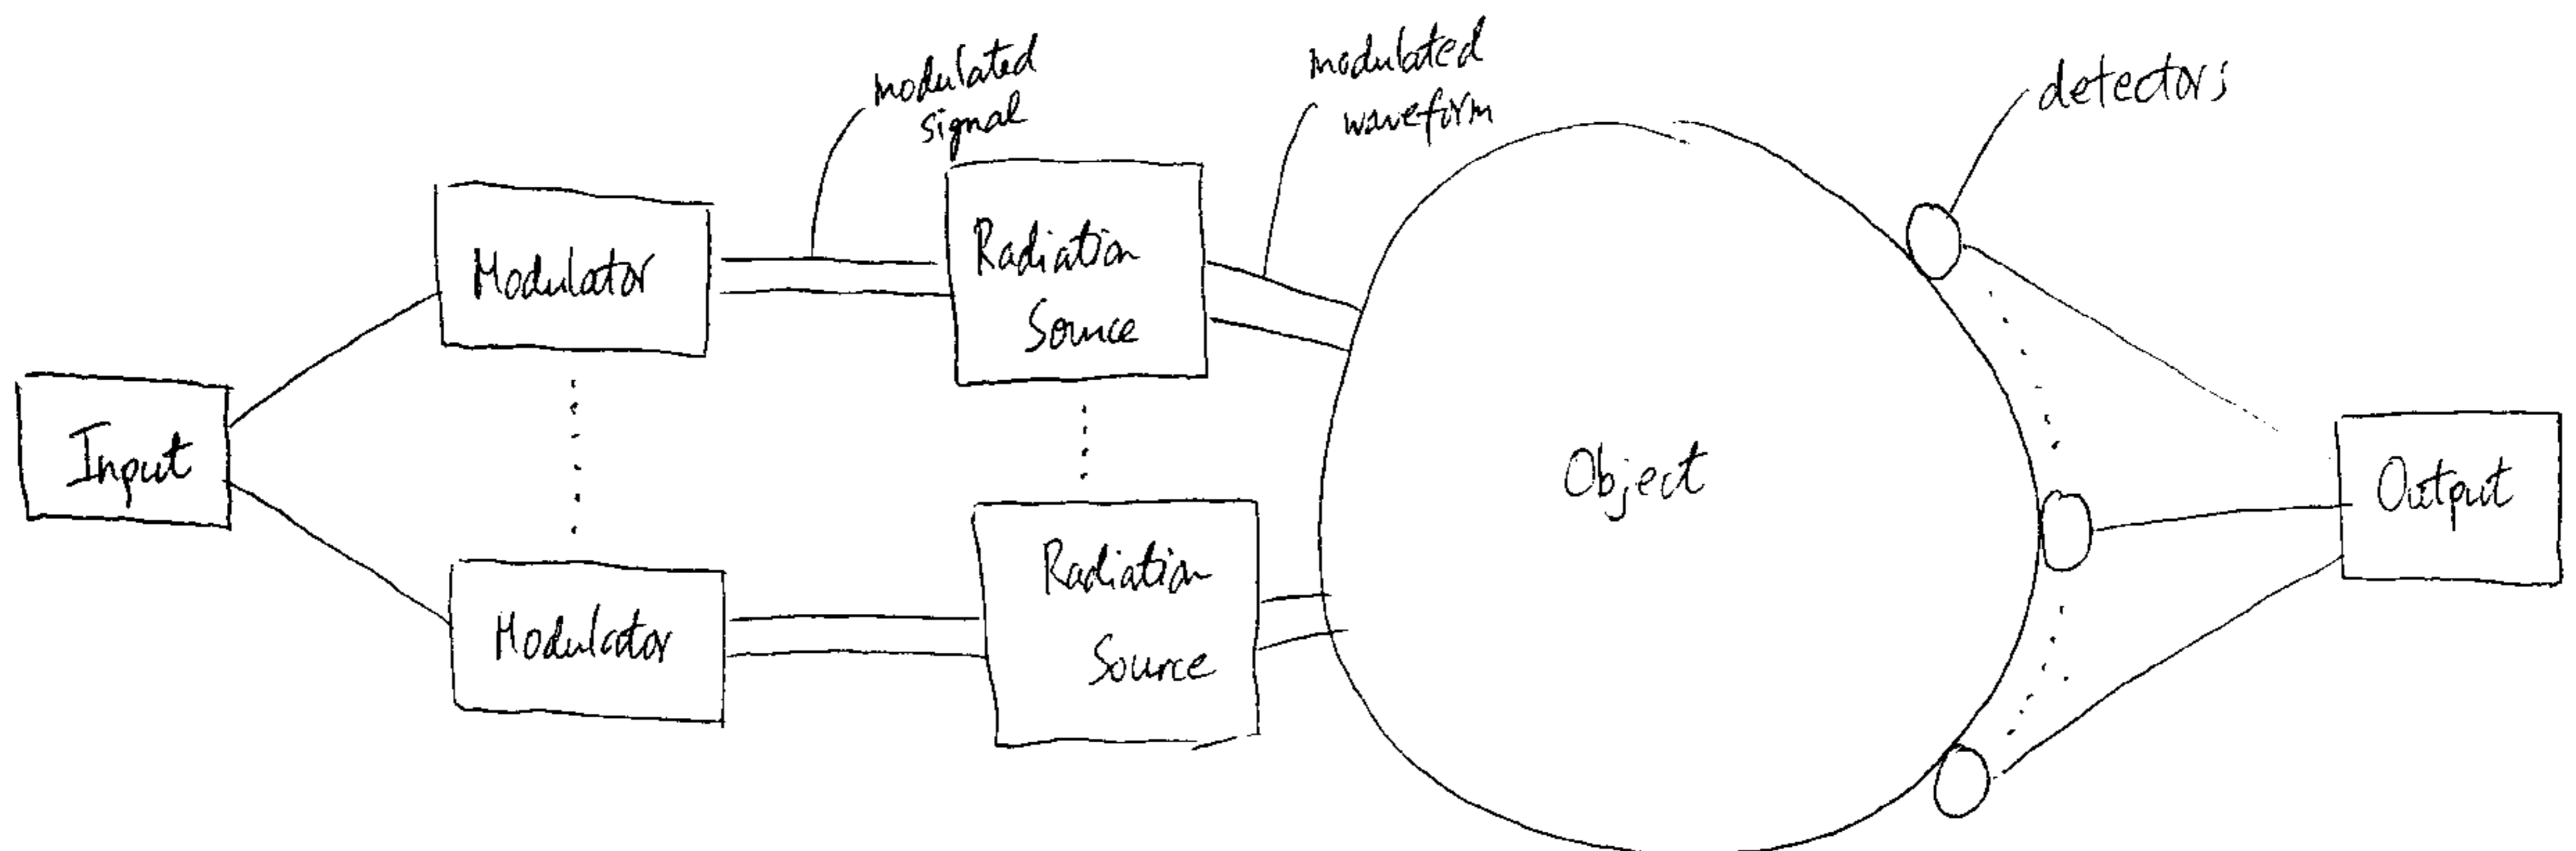 modulated
signal
modulated
waveform
detectors
Modulator
Radiation
Source
Input
Object
Output
Modulator
Radiation
Source